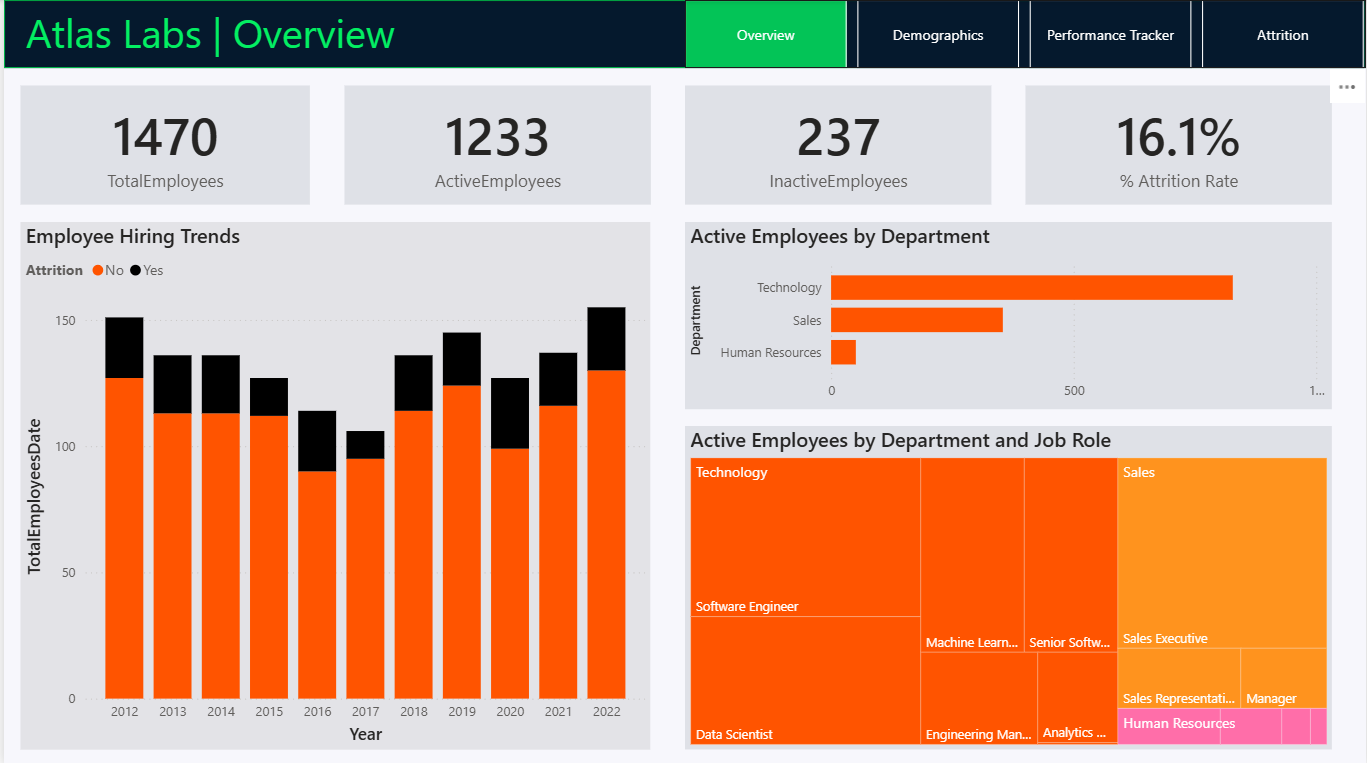 Atlas Labs | Overview
Overview
Demographics
Performance Tracker
Attrition
1470
TotalEmployees
1233
ActiveEmployees
237
InactiveEmployees
16.1%
% Attrition Rate
Employee Hiring Trends
Attrition No Yes
TotalEmployeesDate
150
100
50
0
2012 2013 2014 2015 2016 2017 2018 2019 2020 2021 2022
Year
Active Employees by Department
Department
Technology
Sales
Human Resources
0 500 1...
Active Employees by Department and Job Role
Technology
Software Engineer
Data Scientist
Machine Learn...
Senior Softw...
Engineering Man...
Analytics ...
Sales
Sales Executive
Sales Representati...
Manager
Human Resources